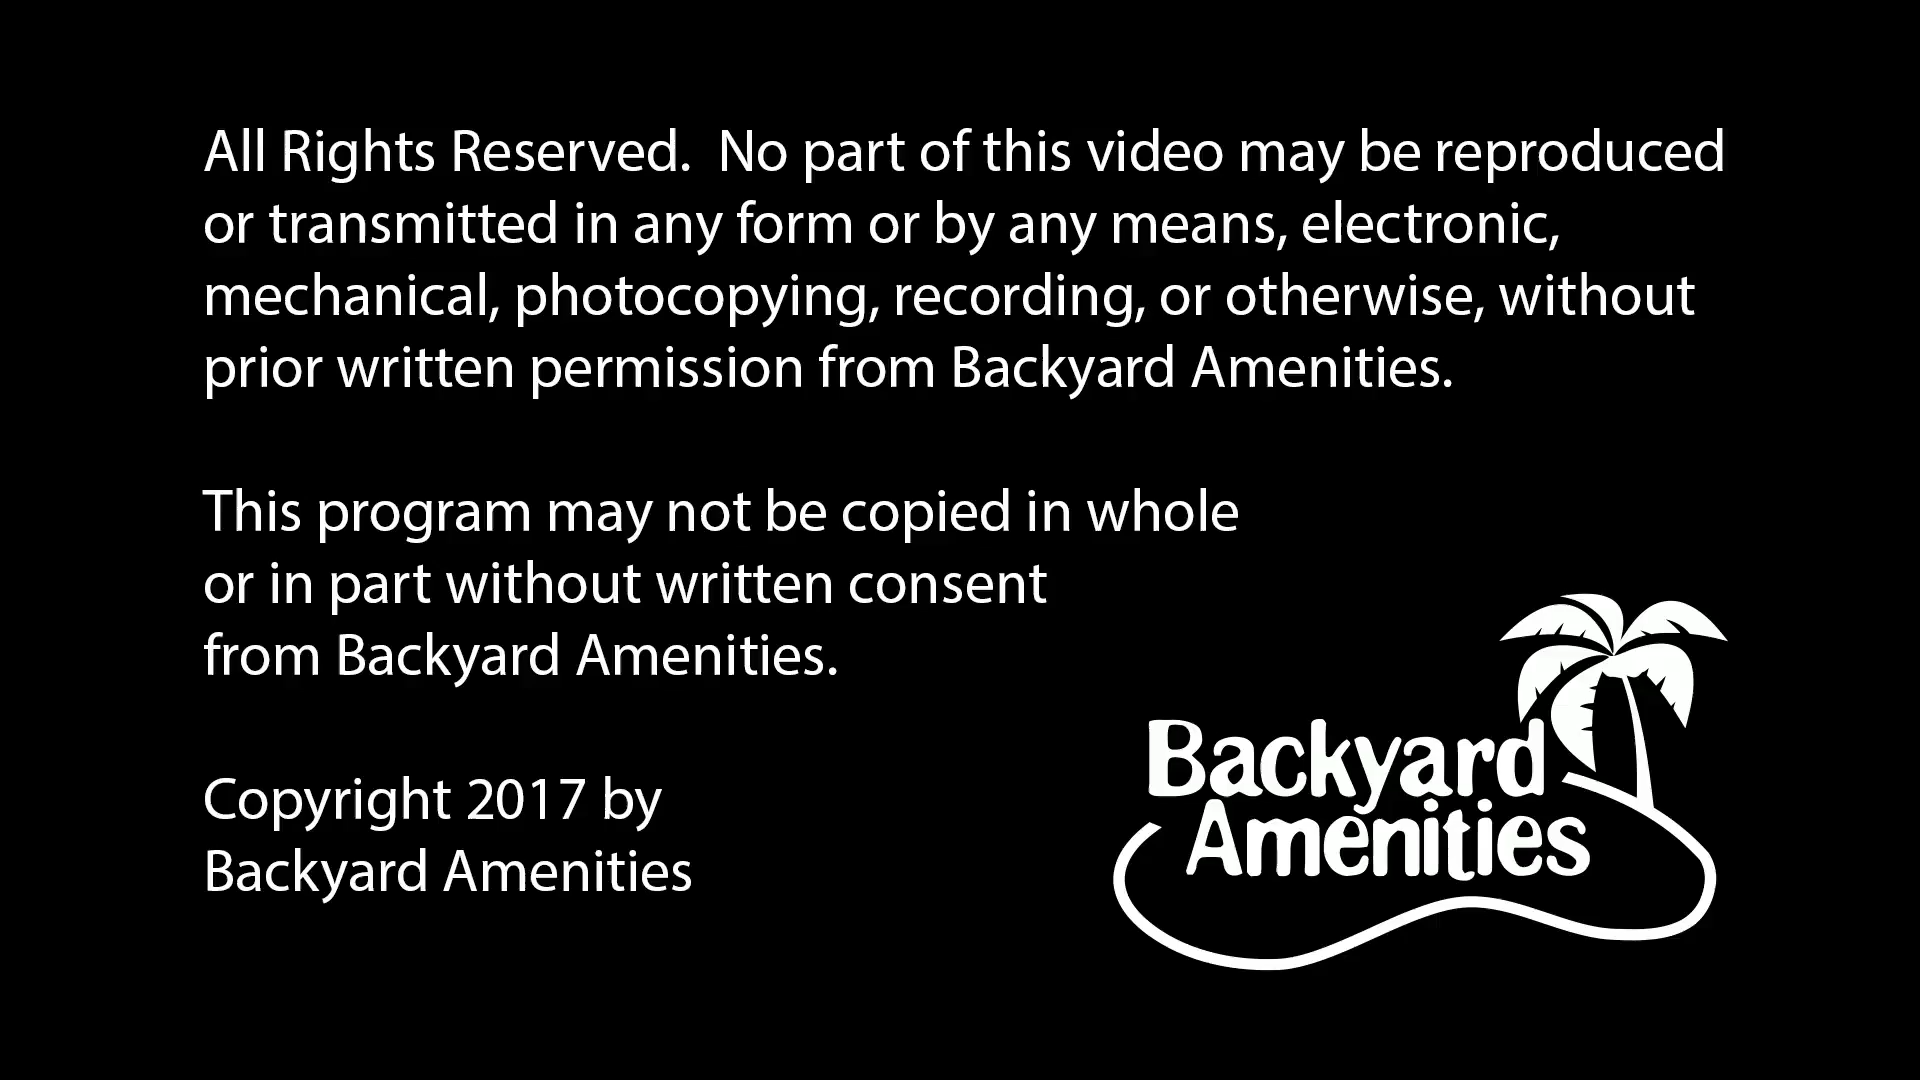 All Rights Reserved.  No part of this video may be reproduced
or transmitted in any form or by any means, electronic,
mechanical, photocopying, recording, or otherwise, without
prior written permission from Backyard Amenities.
This program may not be copied in whole
or in part without written consent
from Backyard Amenities.
Copyright 2017 by
Backyard Amenities
Backyard
Amenities